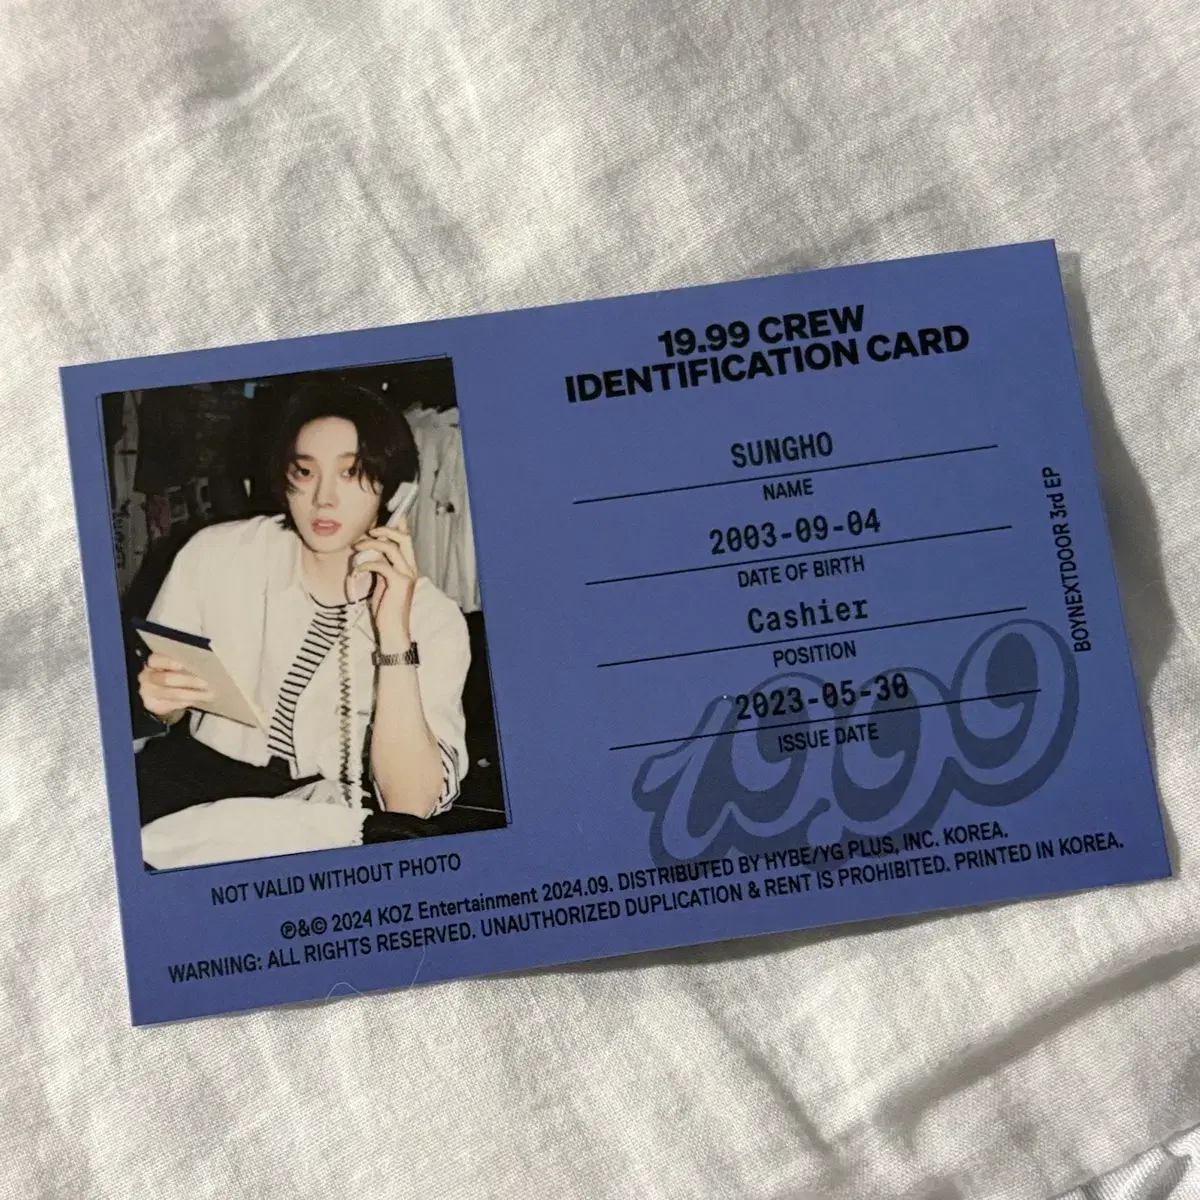 19.99 CREW
IDENTIFICATION CARD
SUNGHO
NAME
2003-09-04
DATE OF BIRTH
Cashier
POSITION
2023-05-30
ISSUE DATE
19.99
BOYNEXTDOOR 3rd EP
NOT VALID WITHOUT PHOTO
℗&© 2024 KOZ Entertainment 2024.09. DISTRIBUTED BY HYBE/YG PLUS, INC. KOREA.
WARNING: ALL RIGHTS RESERVED. UNAUTHORIZED DUPLICATION & RENT IS PROHIBITED. PRINTED IN KOREA.